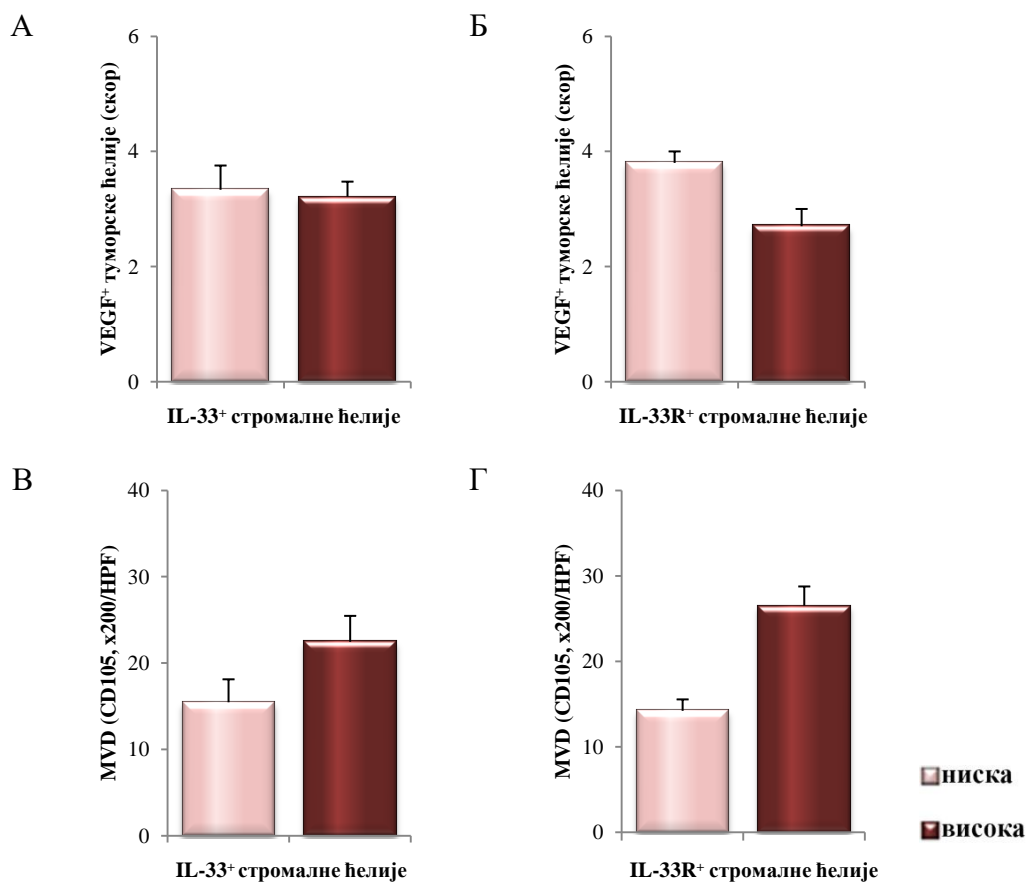 А
6
4
2
0
VEGF⁺ туморске ћелије (скор)
IL-33⁺ стромалне ћелије
Б
6
4
2
0
VEGF⁺ туморске ћелије (скор)
IL-33R⁺ стромалне ћелије
В
40
30
20
10
0
MVD (CD105, x200/HPF)
IL-33⁺ стромалне ћелије
Г
40
30
20
10
0
MVD (CD105, x200/HPF)
IL-33R⁺ стромалне ћелије
ниска
висока